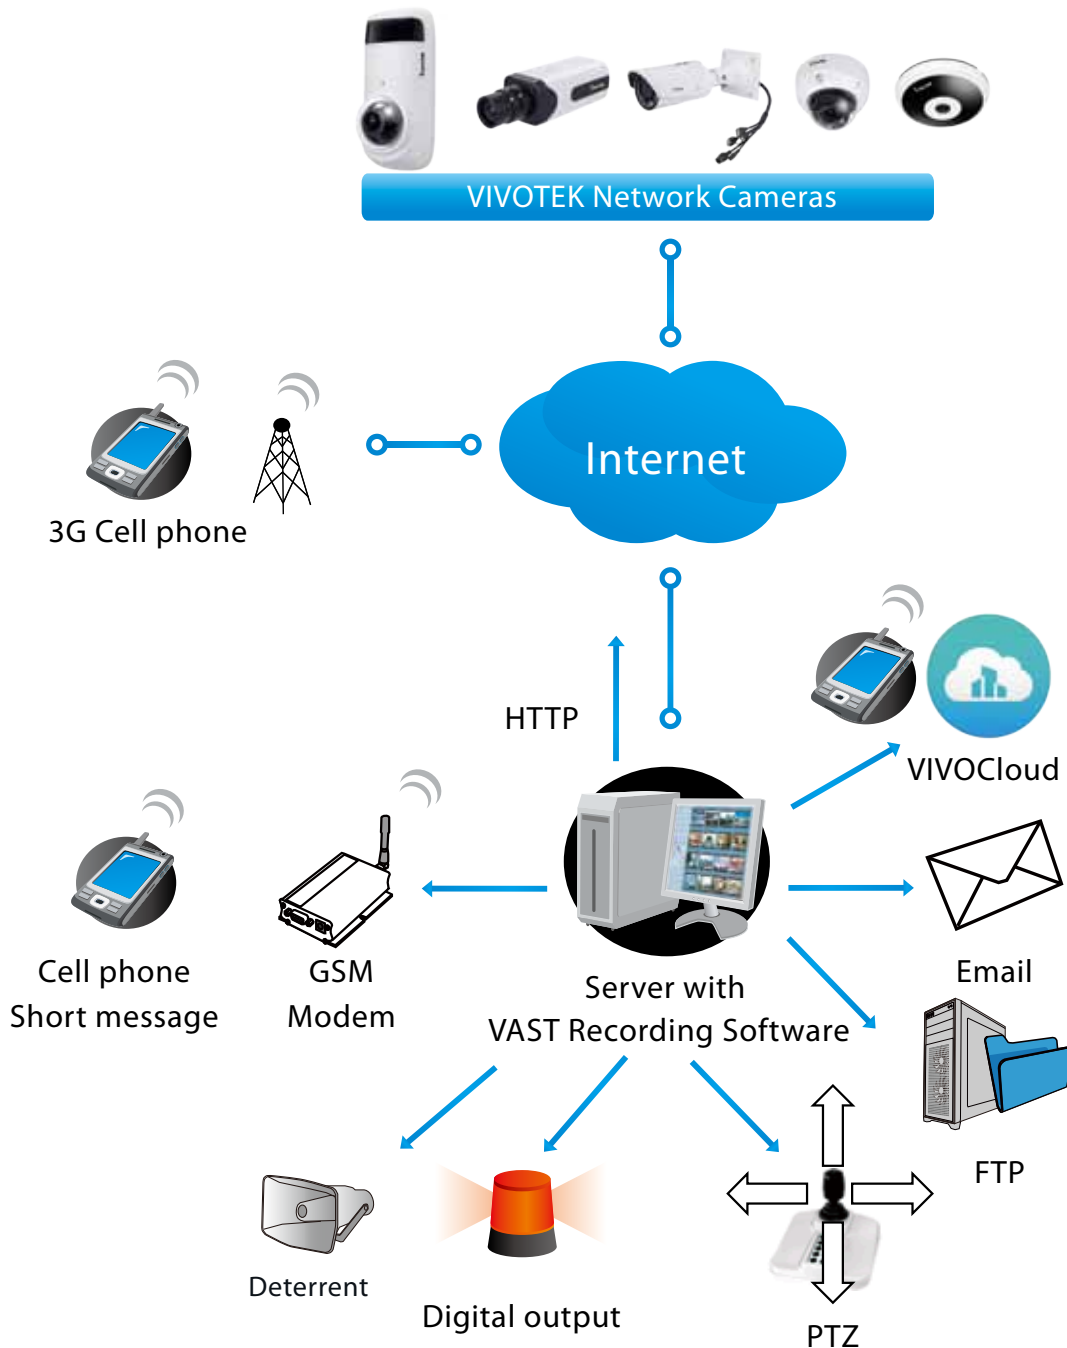 VIVOTEK Network Cameras
Internet
3G Cell phone
HTTP
VIVOCloud
Cell phone
Short message
GSM
Modem
Server with
VAST Recording Software
Email
FTP
Deterrent
Digital output
PTZ